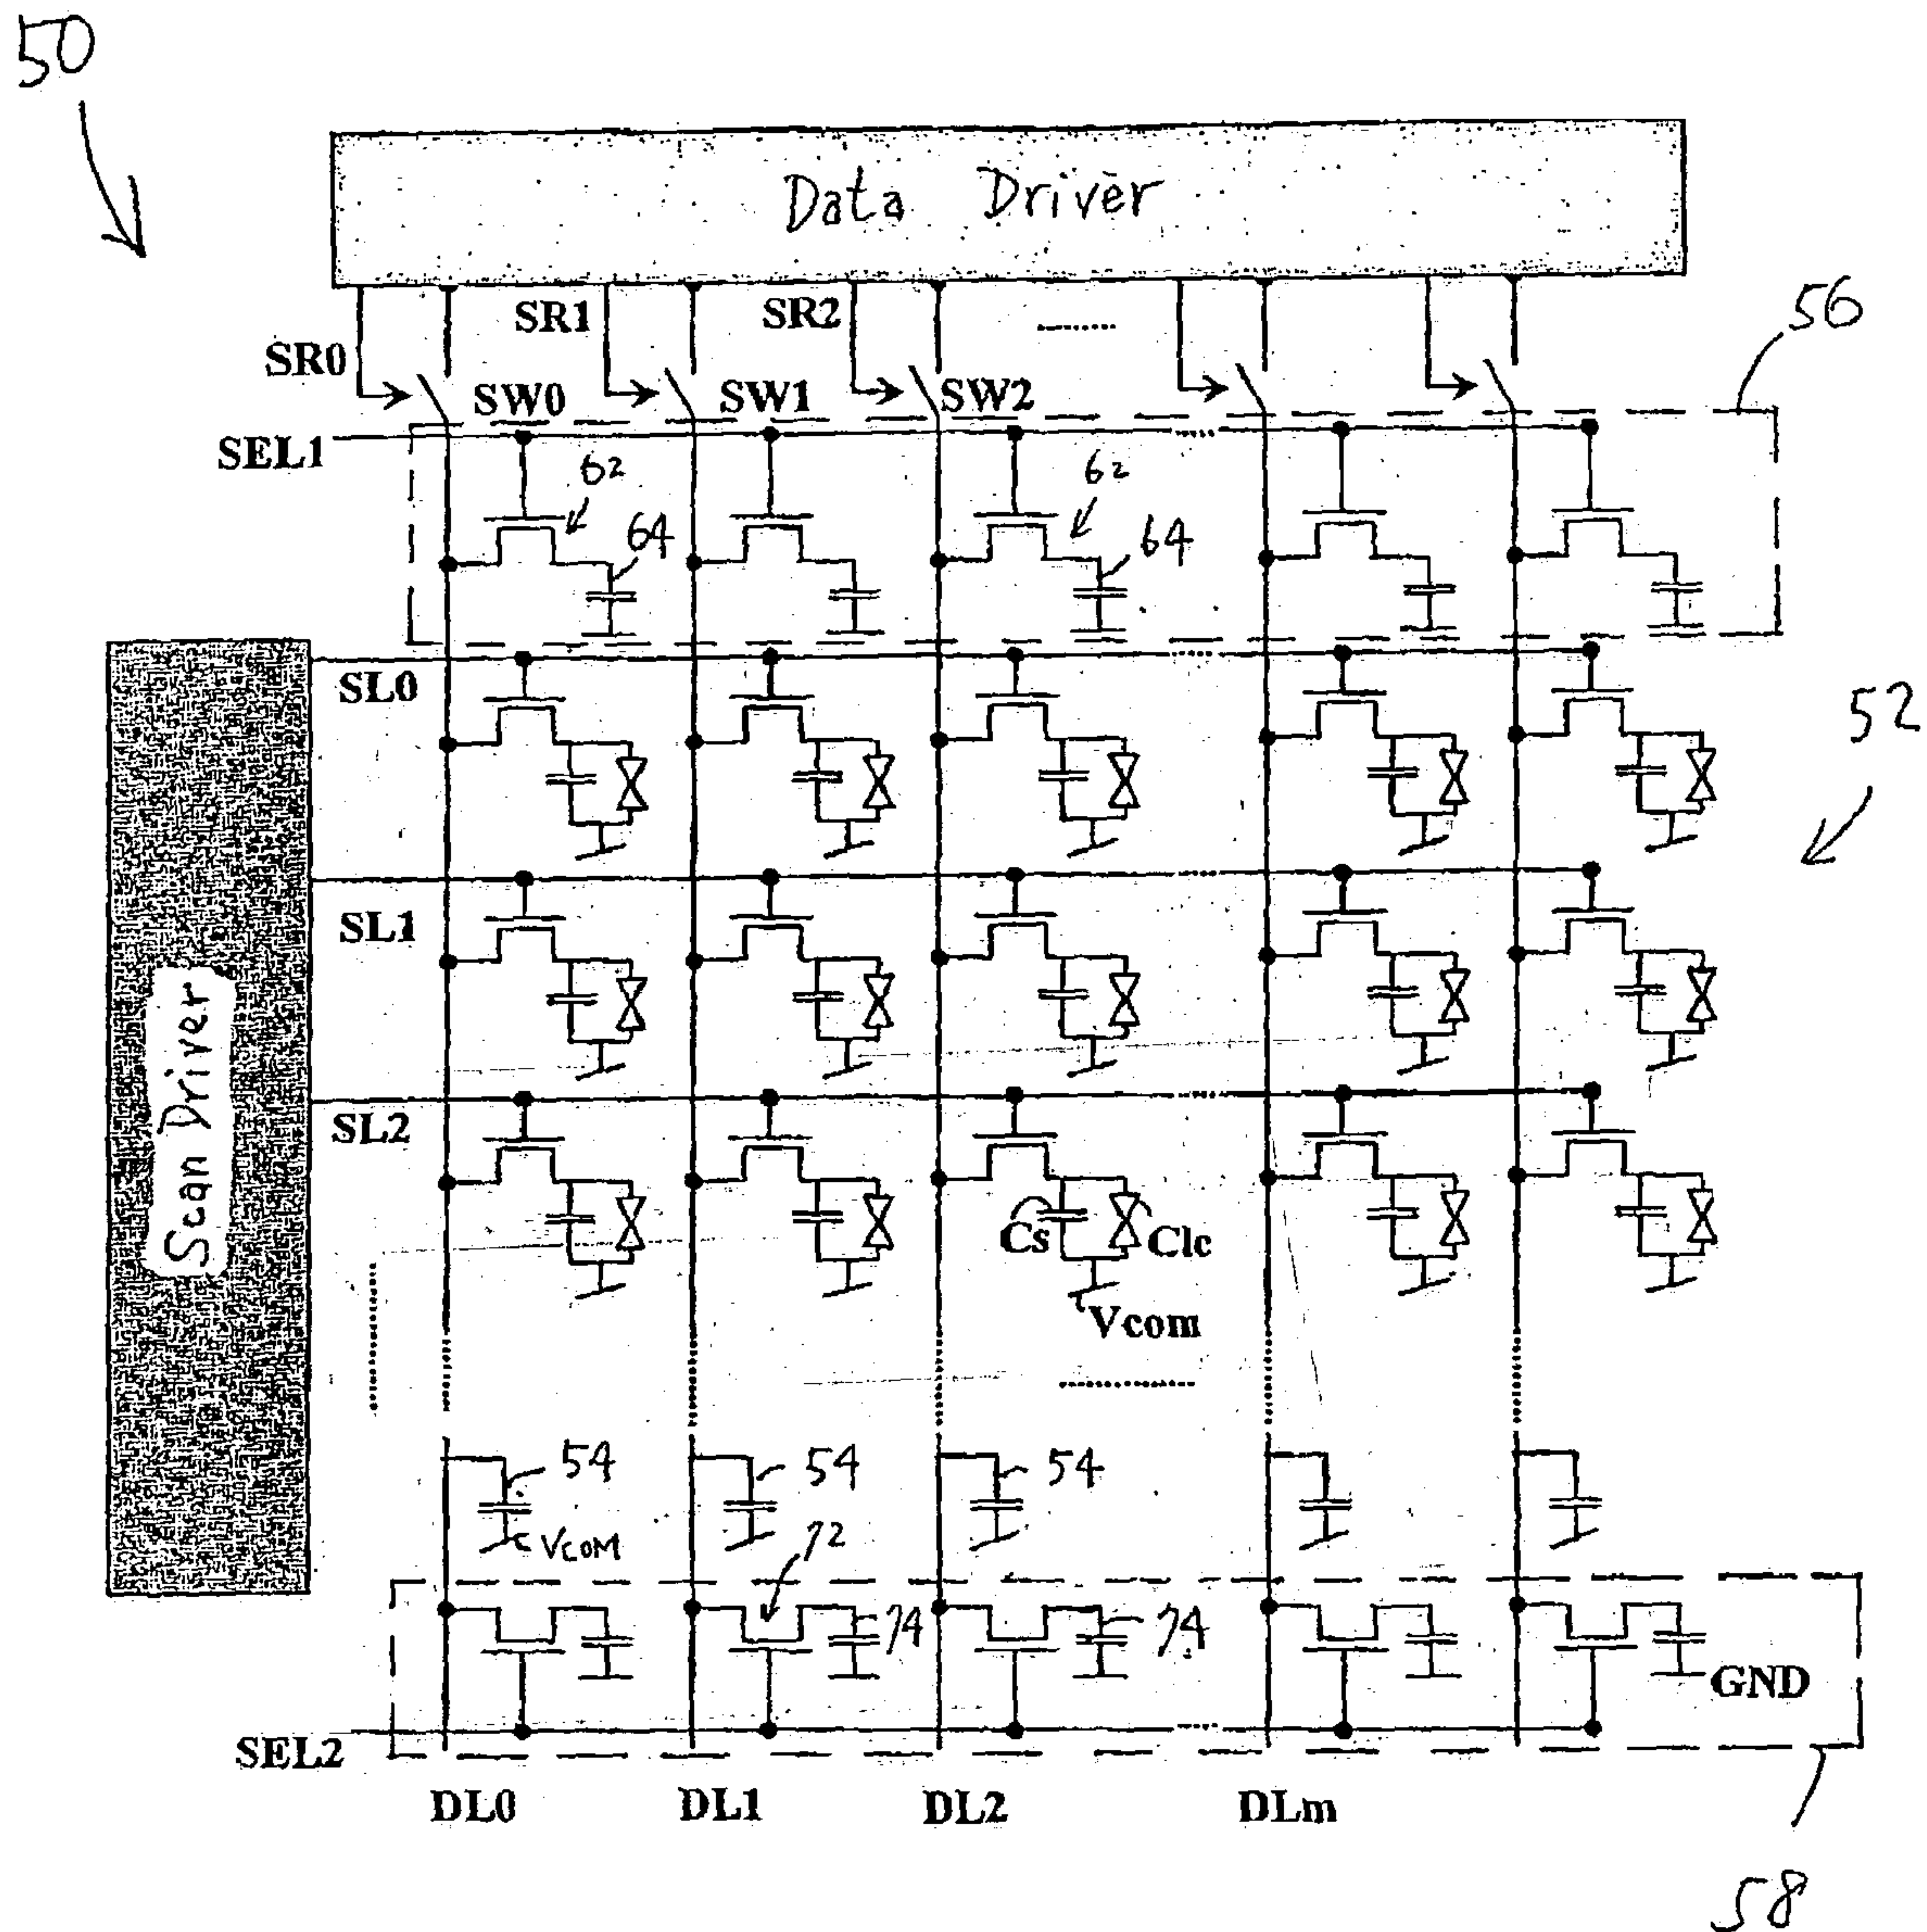 50
Data Driver
SR0
SR1
SR2
56
SW0
SW1
SW2
SEL1
62
62
64
64
SL0
52
SL1
Scan Driver
SL2
Cs
Clc
Vcom
54
54
54
VCOM
72
74
74
GND
SEL2
DL0
DL1
DL2
DLm
58